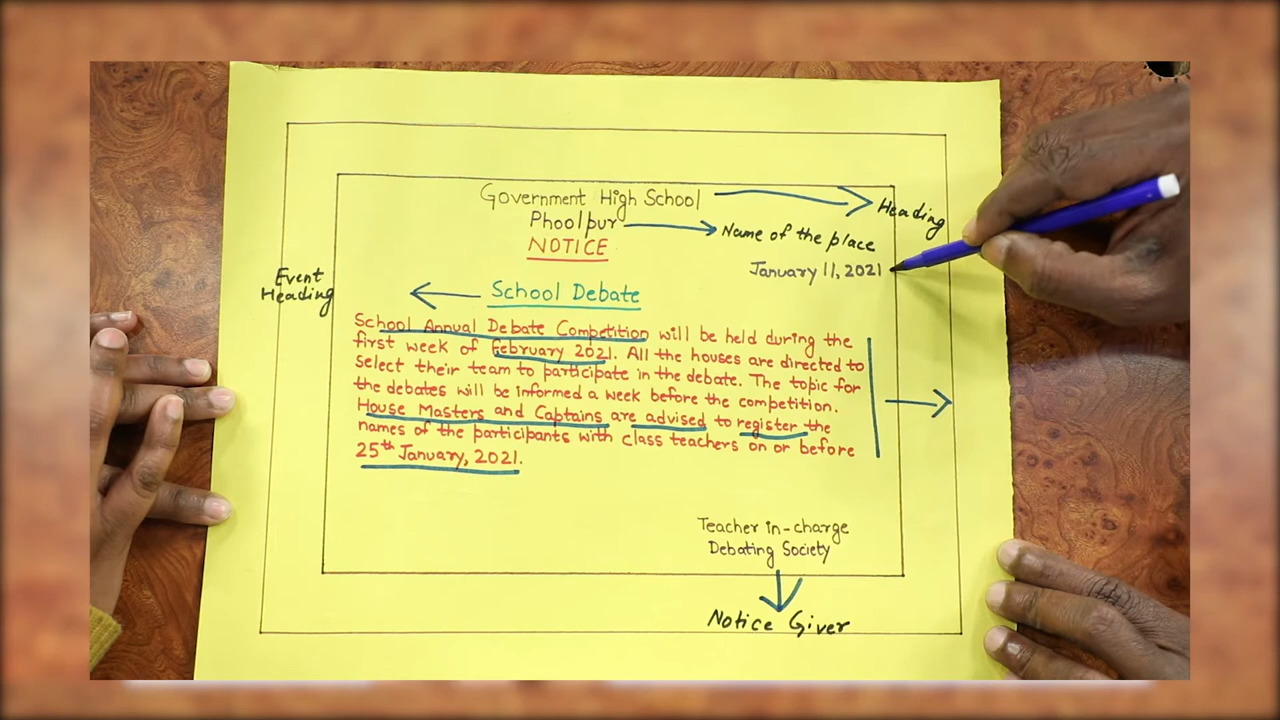 Government High School
Heading
Phoolpur
Name of the place
NOTICE
January 11, 2021
Event
Heading
School Debate
School Annual Debate Competition will be held during the
first week of February 2021. All the houses are directed to
select their team to participate in the debate. The topic for
the debates will be informed a week before the competition.
House Masters and Captains are advised to register the
names of the participants with class teachers on or before
25th January, 2021.
Teacher in-charge
Debating Society
Notice Giver